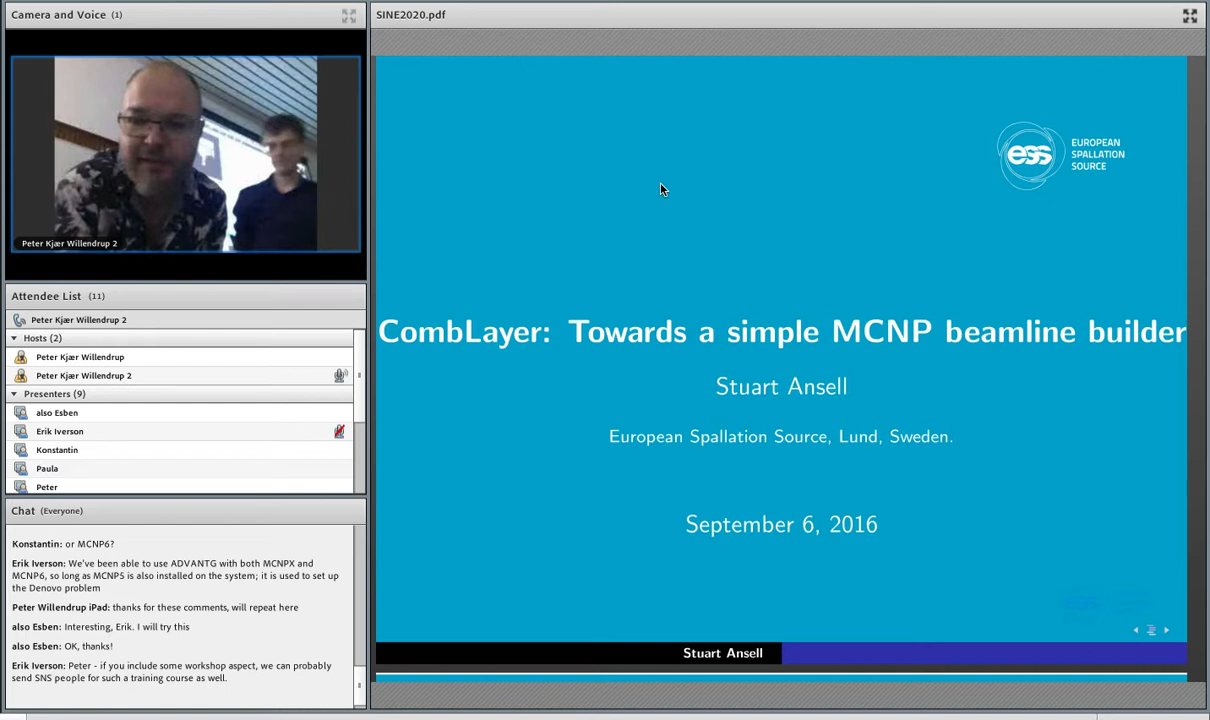 Camera and Voice (1)
Peter Kjær Willendrup 2
Attendee List (11)
Peter Kjær Willendrup 2
Hosts (2)
Peter Kjær Willendrup
Peter Kjær Willendrup 2
Presenters (9)
also Esben
Erik Iverson
Konstantin
Paula
Peter
Chat (Everyone)
Konstantin: or MCNP6?
Erik Iverson: We've been able to use ADVANTG with both MCNPX and
MCNP6, so long as MCNP5 is also installed on the system; it is used to set up
the Denovo problem
Peter Willendrup iPad: thanks for these comments, will repeat here
also Esben: Interesting, Erik. I will try this
also Esben: OK, thanks!
Erik Iverson: Peter - if you include some workshop aspect, we can probably
send SNS people for such a training course as well.
SINE2020.pdf
ess
EUROPEAN
SPALLATION
SOURCE
CombLayer: Towards a simple MCNP beamline builder
Stuart Ansell
European Spallation Source, Lund, Sweden.
September 6, 2016
Stuart Ansell